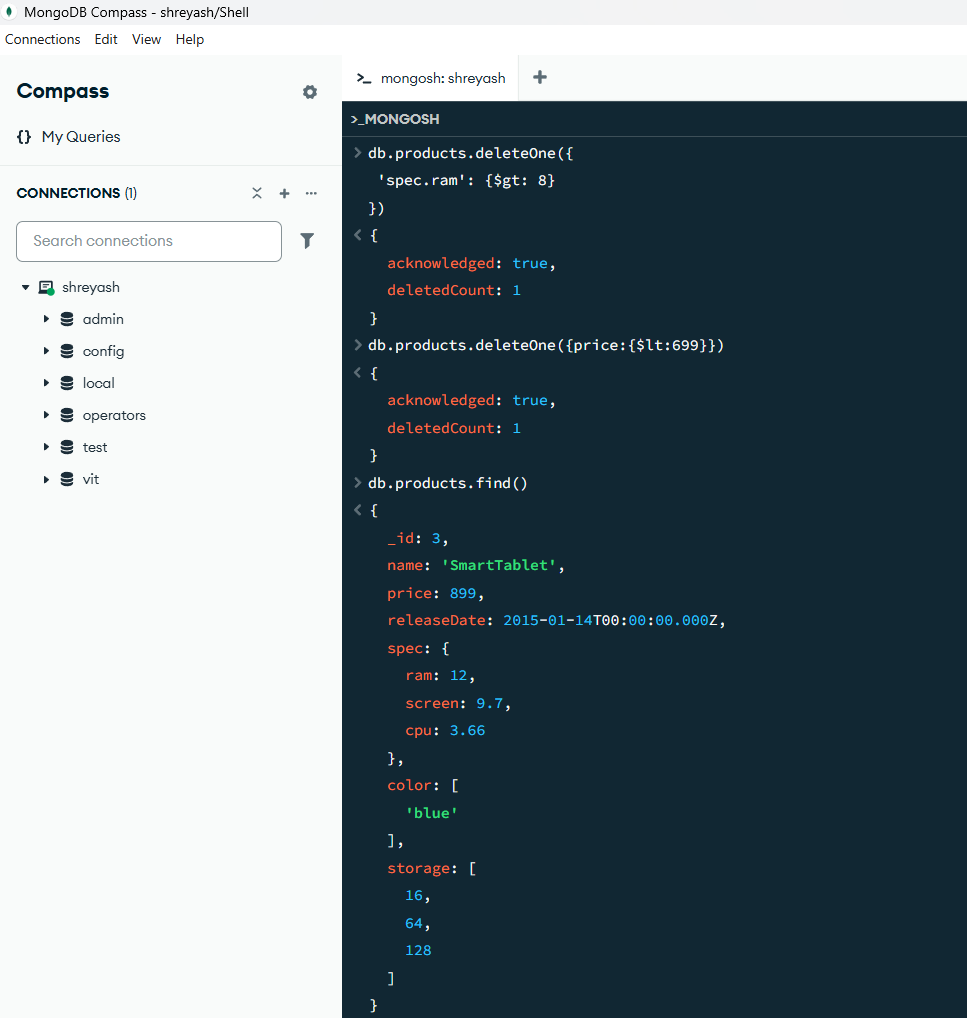 MongoDB Compass - shreyash/Shell
Connections Edit View Help
Compass
{} My Queries
CONNECTIONS (1)
Search connections
shreyash
admin
config
local
operators
test
vit
>_ mongosh: shreyash +
>_MONGOSH
> db.products.deleteOne({
'spec.ram': {$gt: 8}
})
< {
acknowledged: true,
deletedCount: 1
}
> db.products.deleteOne({price:{$lt:699}})
< {
acknowledged: true,
deletedCount: 1
}
> db.products.find()
< {
_id: 3,
name: 'SmartTablet',
price: 899,
releaseDate: 2015-01-14T00:00:00.000Z,
spec: {
ram: 12,
screen: 9.7,
cpu: 3.66
},
color: [
'blue'
],
storage: [
16,
64,
128
]
}